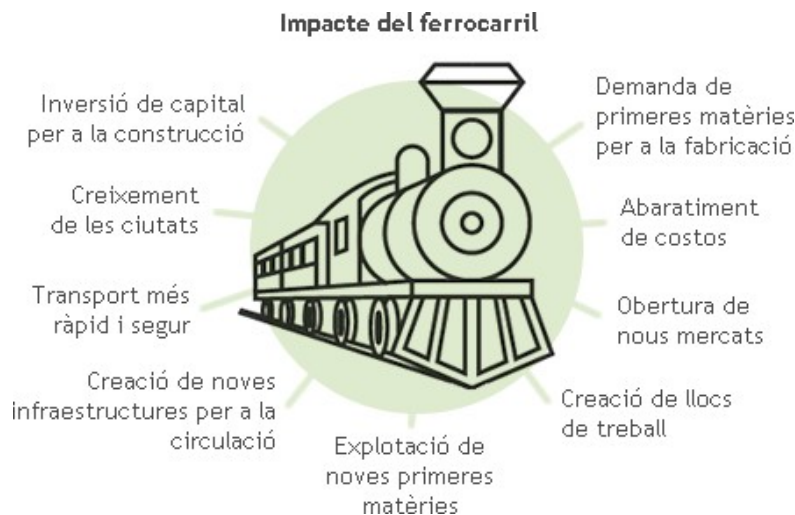 Impacte del ferrocarril
Inversió de capital
per a la construcció
Creixement
de les ciutats
Transport més
ràpid i segur
Creació de noves
infraestructures per a la
circulació
Explotació de
noves primeres
matèries
Demanda de
primeres matèries
per a la fabricació
Abaratiment
de costos
Obertura de
nous mercats
Creació de llocs
de treball